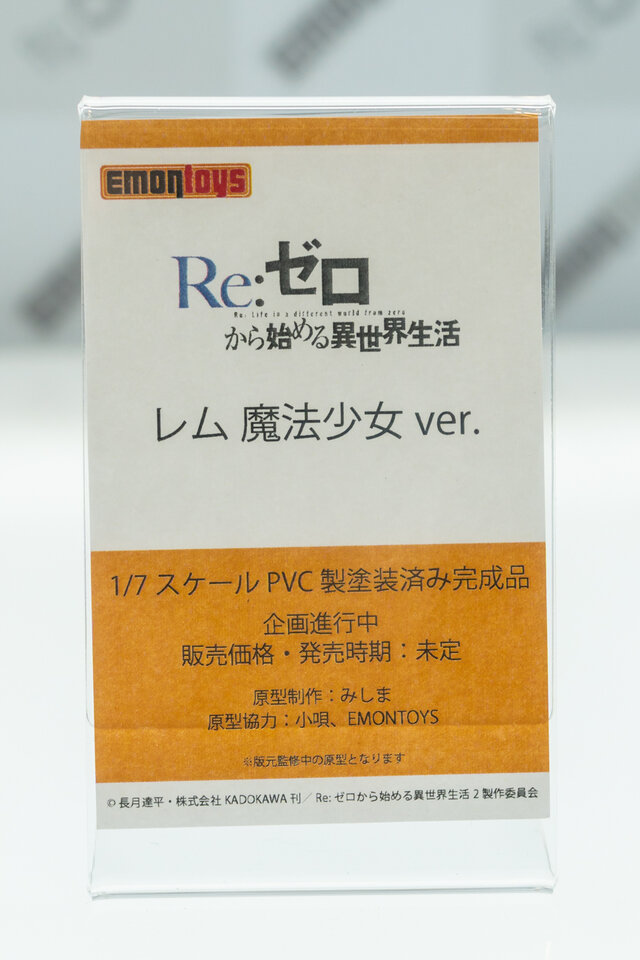 EMONTOYS
Re:ゼロ
Re: Life in a different world from zero
から始める異世界生活
レム 魔法少女 ver.
1/7 スケール PVC 製塗装済み完成品
企画進行中
販売価格・発売時期：未定
原型制作：みしま
原型協力：小唄、EMONTOYS
※版元監修中の原型となります
© 長月達平・株式会社 KADOKAWA 刊／ Re: ゼロから始める異世界生活 2 製作委員会